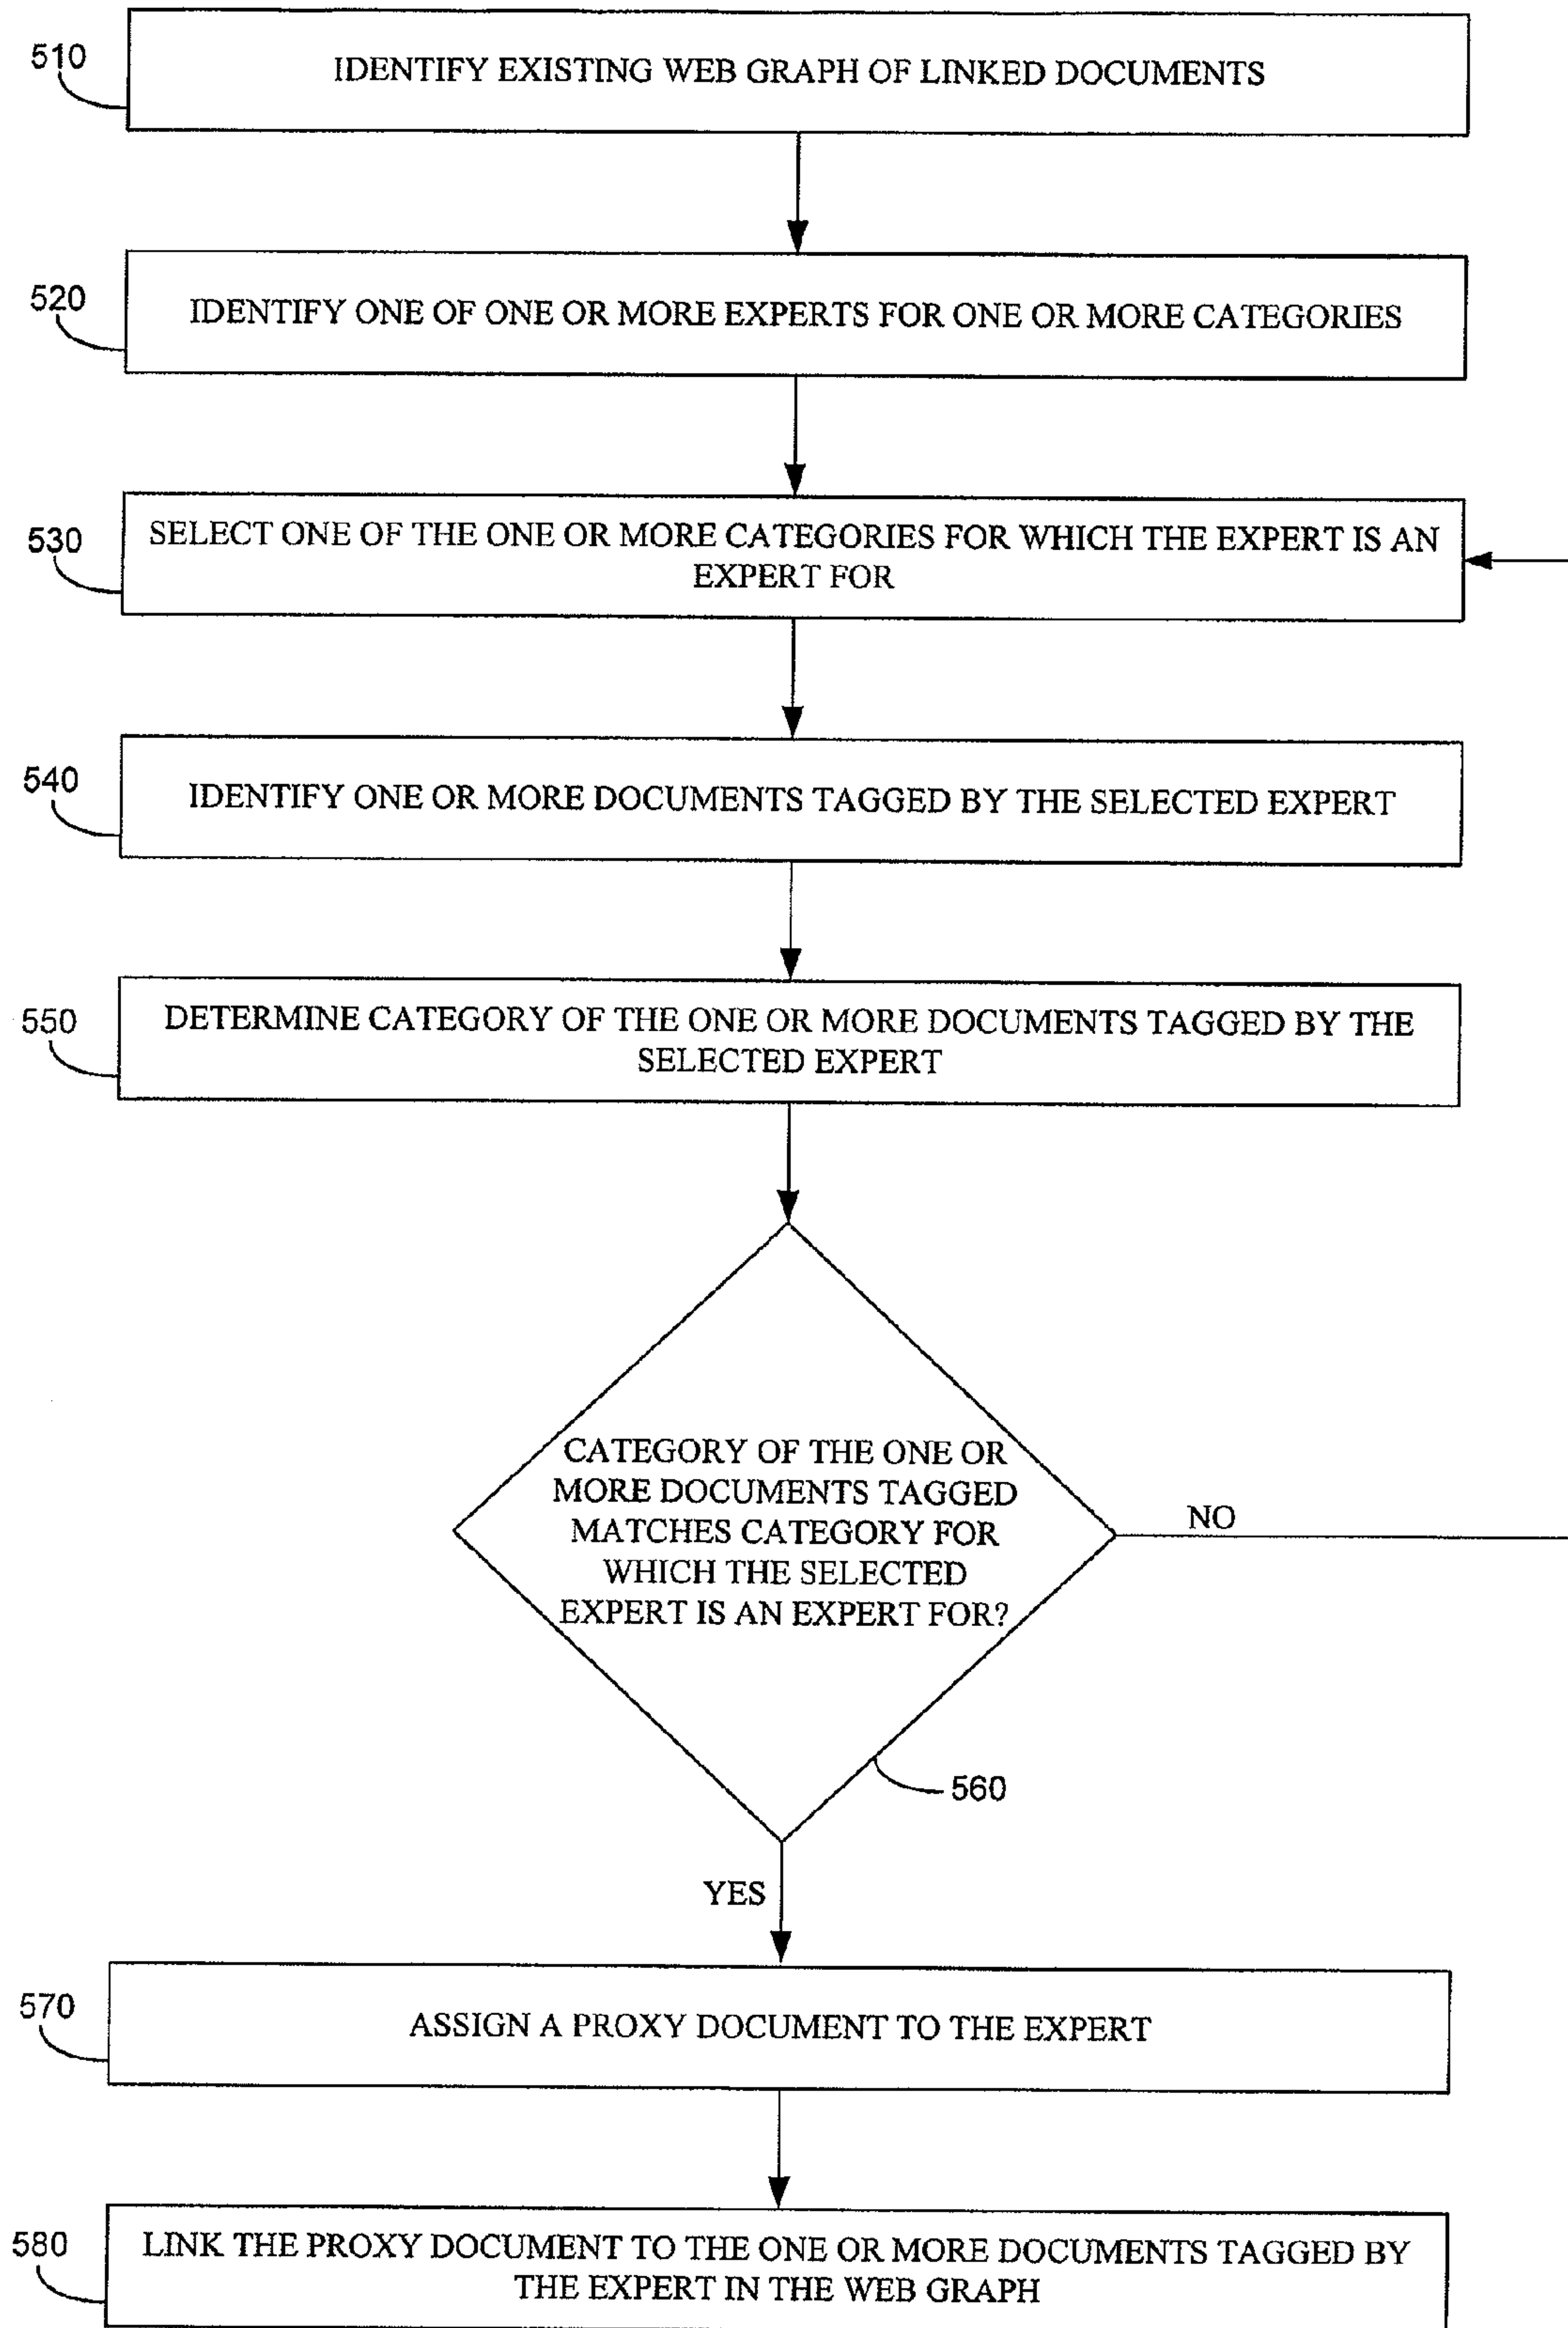 510
IDENTIFY EXISTING WEB GRAPH OF LINKED DOCUMENTS
520
IDENTIFY ONE OF ONE OR MORE EXPERTS FOR ONE OR MORE CATEGORIES
530
SELECT ONE OF THE ONE OR MORE CATEGORIES FOR WHICH THE EXPERT IS AN
EXPERT FOR
540
IDENTIFY ONE OR MORE DOCUMENTS TAGGED BY THE SELECTED EXPERT
550
DETERMINE CATEGORY OF THE ONE OR MORE DOCUMENTS TAGGED BY THE
SELECTED EXPERT
CATEGORY OF THE ONE OR
MORE DOCUMENTS TAGGED
MATCHES CATEGORY FOR
WHICH THE SELECTED
EXPERT IS AN EXPERT FOR?
NO
560
YES
570
ASSIGN A PROXY DOCUMENT TO THE EXPERT
580
LINK THE PROXY DOCUMENT TO THE ONE OR MORE DOCUMENTS TAGGED BY
THE EXPERT IN THE WEB GRAPH